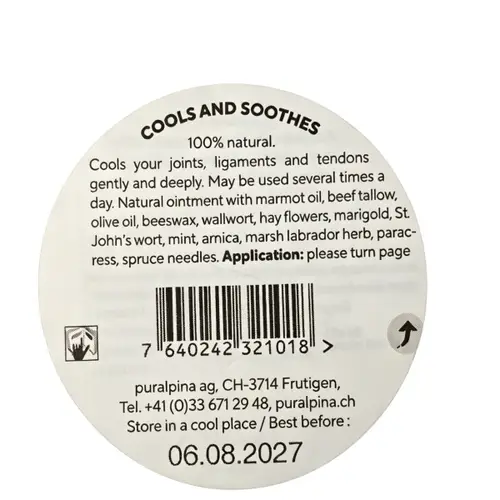 COOLS AND SOOTHES
100% natural.
Cools your joints, ligaments and tendons
gently and deeply. May be used several times a
day. Natural ointment with marmot oil, beef tallow,
olive oil, beeswax, wallwort, hay flowers, marigold, St.
John's wort, mint, arnica, marsh labrador herb, parac-
ress, spruce needles. Application: please turn page
7 640242 321018 >
puralpina ag, CH-3714 Frutigen,
Tel. +41 (0)33 671 29 48, puralpina.ch
Store in a cool place / Best before:
06.08.2027